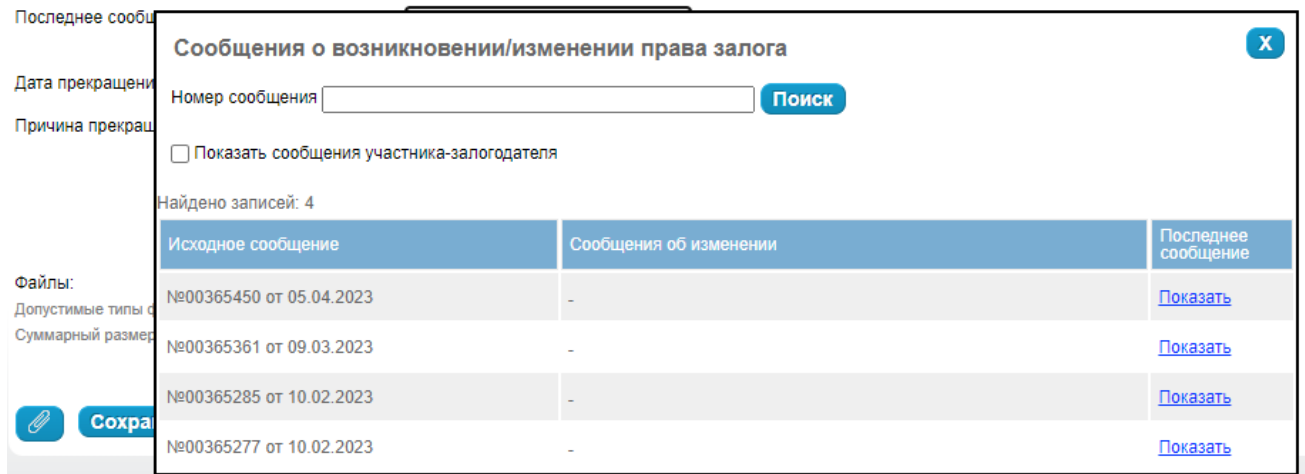 Последнее сообщ
Сообщения о возникновении/изменении права залога
X
Дата прекращени
Номер сообщения
Поиск
Причина прекращ
Показать сообщения участника-залогодателя
Найдено записей: 4
Исходное сообщение
Сообщения об изменении
Последнее
сообщение
№00365450 от 05.04.2023
-
Показать
№00365361 от 09.03.2023
-
Показать
№00365285 от 10.02.2023
-
Показать
№00365277 от 10.02.2023
-
Показать
Файлы:
Допустимые типы
Суммарный размер
Сохра